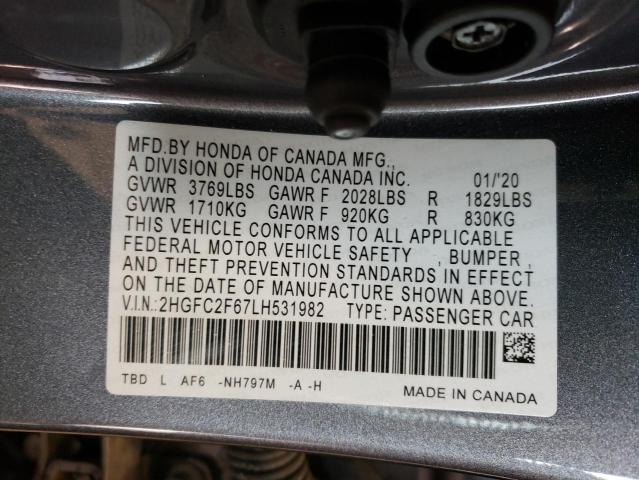 MFD.BY HONDA OF CANADA MFG.,
A DIVISION OF HONDA CANADA INC. 01/'20
GVWR 3769LBS GAWR F 2028LBS R 1829LBS
GVWR 1710KG GAWR F 920KG R 830KG
THIS VEHICLE CONFORMS TO ALL APPLICABLE
FEDERAL MOTOR VEHICLE SAFETY , BUMPER ,
AND THEFT PREVENTION STANDARDS IN EFFECT
ON THE DATE OF MANUFACTURE SHOWN ABOVE.
V.I.N.:2HGFC2F67LH531982 TYPE: PASSENGER CAR
TBD L AF6 -NH797M -A -H
MADE IN CANADA